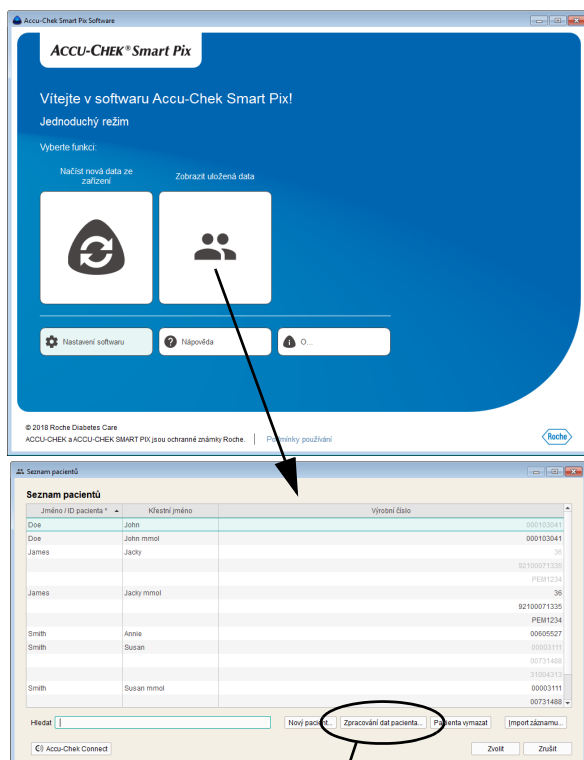 Accu-Chek Smart Pix Software
ACCU-CHEK® Smart Pix
Vítejte v softwaru Accu-Chek Smart Pix!
Jednoduchý režim
Vyberte funkci:
Načíst nová data ze
zařízení
Zobrazit uložená data
Nastavení softwaru
Nápověda
O...
© 2018 Roche Diabetes Care
ACCU-CHEK a ACCU-CHEK SMART PIX jsou ochranné známky Roche.
Podmínky používání
Roche
Seznam pacientů
Seznam pacientů
Jméno / ID pacienta * Křestní jméno Výrobní číslo
Doe John 000103041
Doe John mmol 000103041
James Jacky 36
92100071335
PEM1234
James Jacky mmol 36
92100071335
PEM1234
Smith Annie 00605527
Smith Susan 00003111
00731488
31004313
Smith Susan mmol 00003111
00731488
Hledat Nový pacient... Zpracování dat pacienta... Pacienta vymazat Import záznamu...
Accu-Chek Connect Zvolit Zrušit